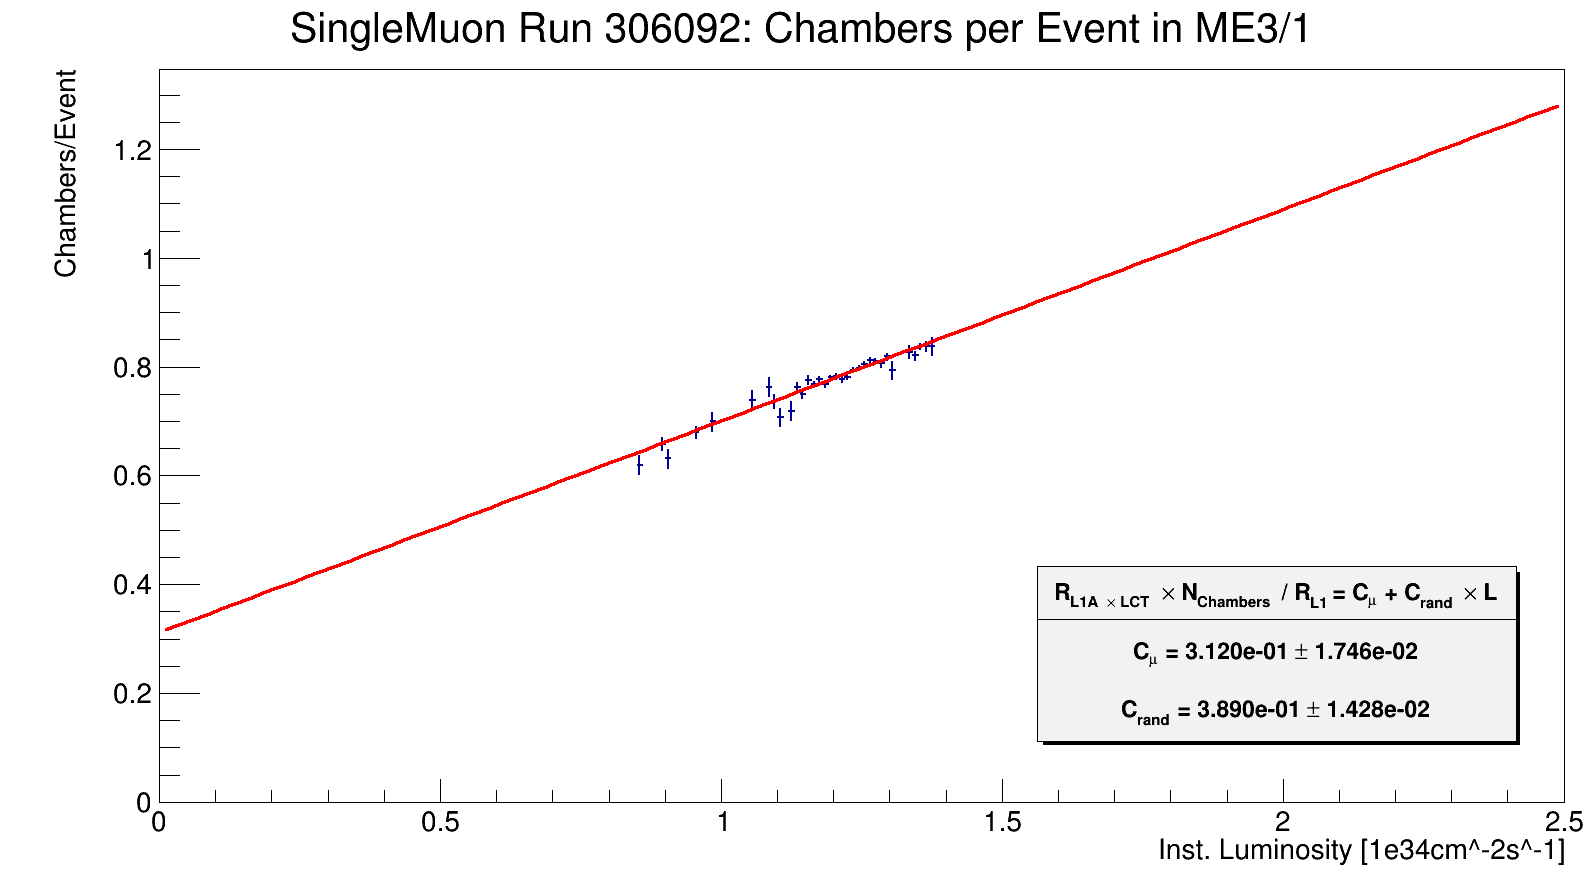 SingleMuon Run 306092: Chambers per Event in ME3/1
Chambers/Event
1.2
1
0.8
0.6
0.4
0.2
0
R_L1A × LCT × N_Chambers / R_L1 = C_μ + C_rand × L
C_μ = 3.120e-01 ± 1.746e-02
C_rand = 3.890e-01 ± 1.428e-02
0 0.5 1 1.5 2 2.5
Inst. Luminosity [1e34cm^-2s^-1]